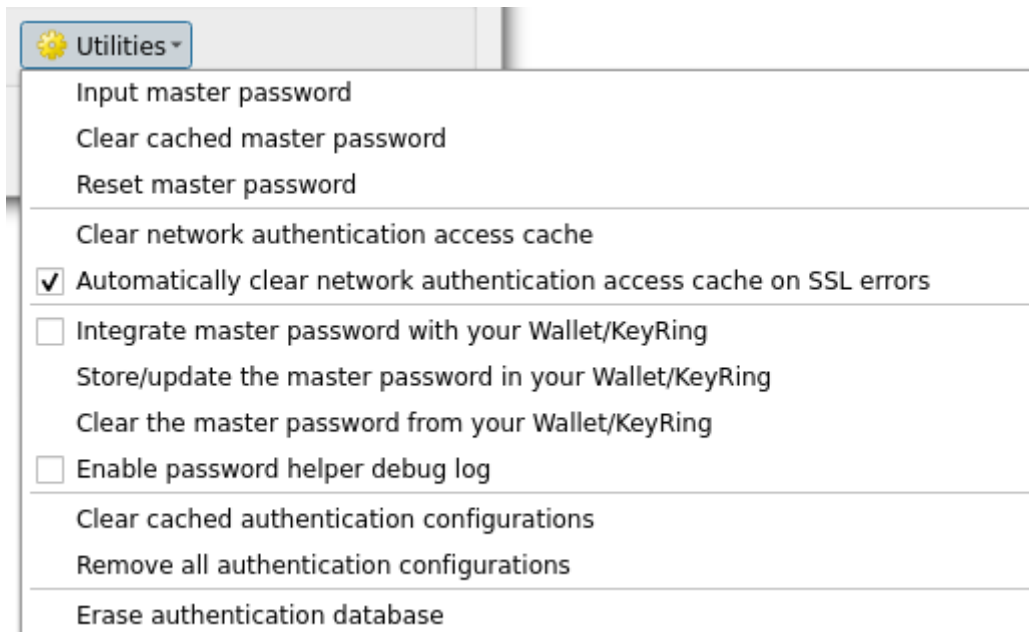 Utilities
Input master password
Clear cached master password
Reset master password
Clear network authentication access cache
Automatically clear network authentication access cache on SSL errors
Integrate master password with your Wallet/KeyRing
Store/update the master password in your Wallet/KeyRing
Clear the master password from your Wallet/KeyRing
Enable password helper debug log
Clear cached authentication configurations
Remove all authentication configurations
Erase authentication database